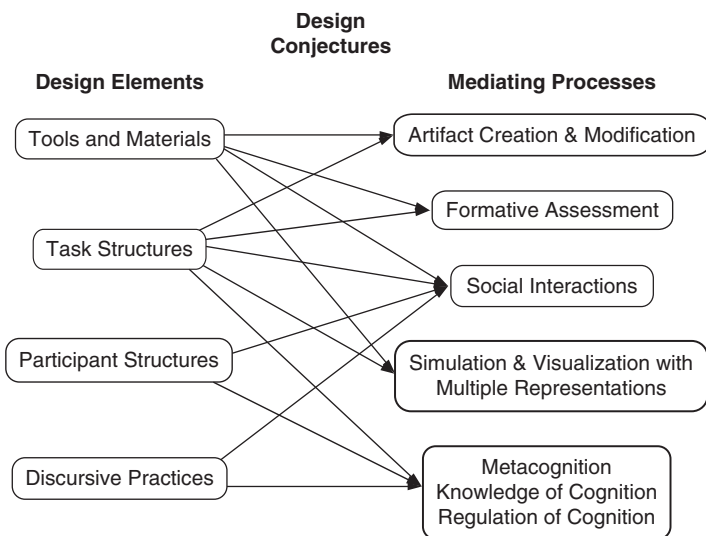 Design
Conjectures
Design Elements
Mediating Processes
Tools and Materials
Artifact Creation & Modification
Formative Assessment
Task Structures
Social Interactions
Participant Structures
Simulation & Visualization with
Multiple Representations
Discursive Practices
Metacognition
Knowledge of Cognition
Regulation of Cognition